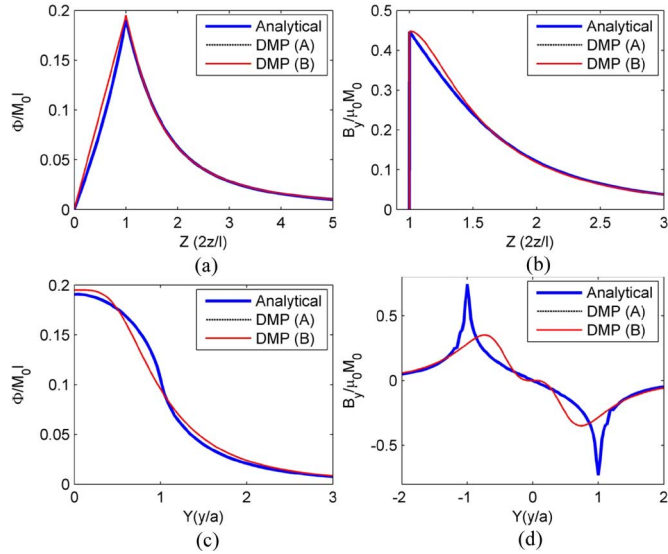 0.2
0.15
0.1
0.05
0
Φ/M₀l
Analytical
DMP (A)
DMP (B)
0 1 2 3 4 5
Z (2z/l)
(a)
0.5
0.4
0.3
0.2
0.1
0
B_y/μ₀M₀
Analytical
DMP (A)
DMP (B)
1 1.5 2 2.5 3
Z (2z/l)
(b)
0.2
0.15
0.1
0.05
0
Φ/M₀l
Analytical
DMP (A)
DMP (B)
0 1 2 3
Y(y/a)
(c)
0.5
0
-0.5
B_y/μ₀M₀
Analytical
DMP (A)
DMP (B)
-2 -1 0 1 2
Y(y/a)
(d)